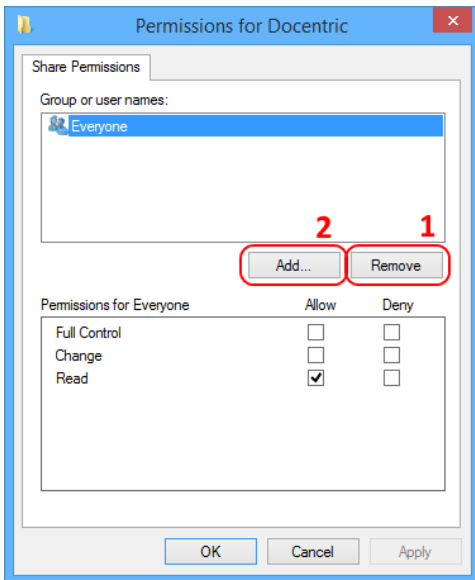 Permissions for Docentric
Share Permissions
Group or user names:
Everyone
2 1
Add... Remove
Permissions for Everyone Allow Deny
Full Control
Change
Read
OK Cancel Apply